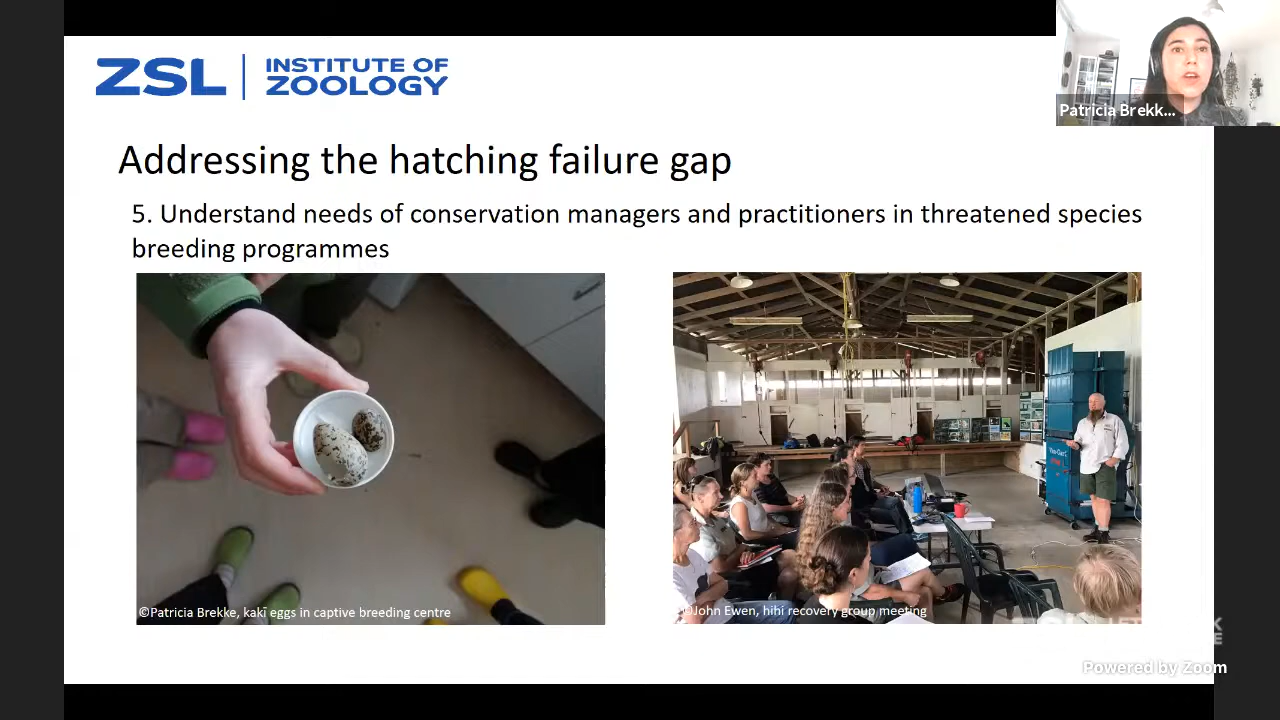 ZSL INSTITUTE OF
ZOOLOGY
Patricia Brekk...
Addressing the hatching failure gap
5. Understand needs of conservation managers and practitioners in threatened species
breeding programmes
©Patricia Brekke, kakī eggs in captive breeding centre
©John Ewen, hihi recovery group meeting
Powered by Zoom